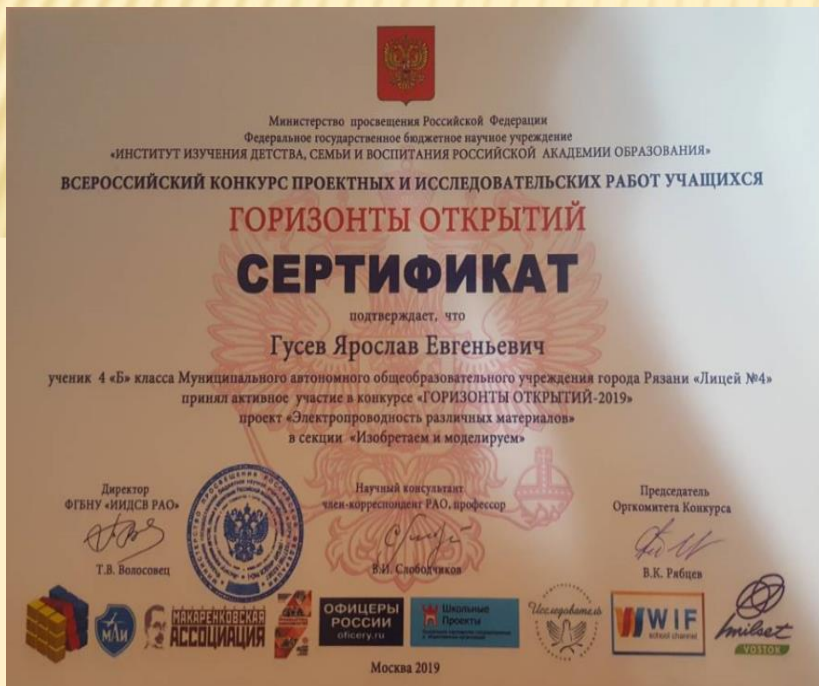 Министерство просвещения Российской Федерации
Федеральное государственное бюджетное научное учреждение
«ИНСТИТУТ ИЗУЧЕНИЯ ДЕТСТВА, СЕМЬИ И ВОСПИТАНИЯ РОССИЙСКОЙ АКАДЕМИИ ОБРАЗОВАНИЯ»
ВСЕРОССИЙСКИЙ КОНКУРС ПРОЕКТНЫХ И ИССЛЕДОВАТЕЛЬСКИХ РАБОТ УЧАЩИХСЯ
ГОРИЗОНТЫ ОТКРЫТИЙ
СЕРТИФИКАТ
подтверждает, что
Гусев Ярослав Евгеньевич
ученик 4 «Б» класса Муниципального автономного общеобразовательного учреждения города Рязани «Лицей №4»
принял активное участие в конкурсе «ГОРИЗОНТЫ ОТКРЫТИЙ-2019»
проект «Электропроводность различных материалов»
в секции «Изобретаем и моделируем»
Директор
ФГБНУ «ИИДСВ РАО»
Т.В. Волосовец
Научный консультант
член-корреспондент РАО, профессор
В.И. Слободчиков
Председатель
Оргкомитета Конкурса
В.К. Рябцев
МАИ
МАКАРЕНКОВСКАЯ
АССОЦИАЦИЯ
ОФИЦЕРЫ
РОССИИ
oficery.ru
Школьные
Проекты
Исследователь
WIF
school channel
milset
VOSTOK
Москва 2019